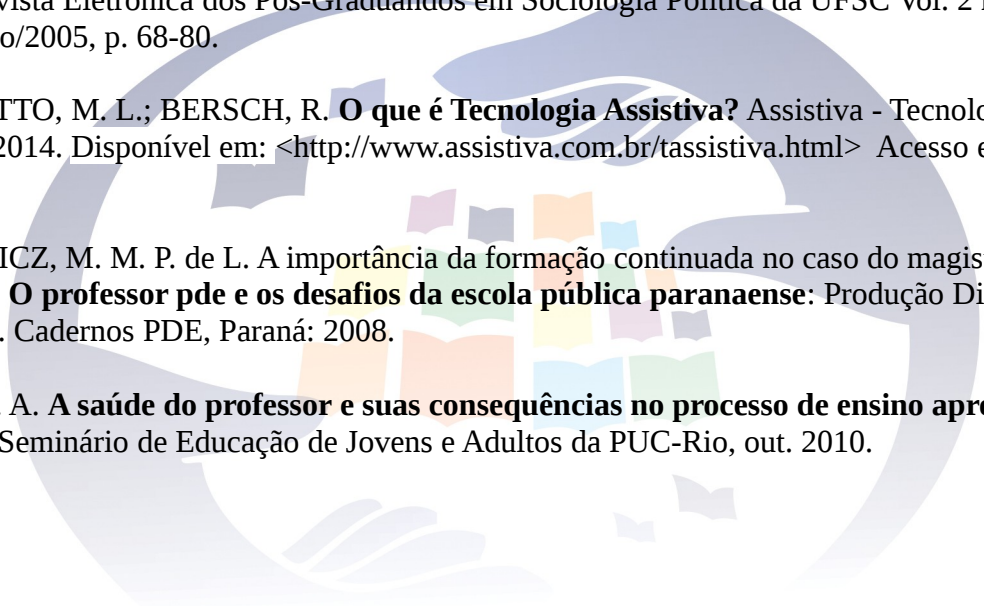 vista Eletrônica dos Pós-Graduandos em Sociologia Política da UFSC Vol. 2
o/2005, p. 68-80.
TTO, M. L.; BERSCH, R. O que é Tecnologia Assistiva? Assistiva - Tecnolo
2014. Disponível em: <http://www.assistiva.com.br/tassistiva.html> Acesso e
ICZ, M. M. P. de L. A importância da formação continuada no caso do magist
O professor pde e os desafios da escola pública paranaense: Produção Di
. Cadernos PDE, Paraná: 2008.
. A. A saúde do professor e suas consequências no processo de ensino apre
Seminário de Educação de Jovens e Adultos da PUC-Rio, out. 2010.